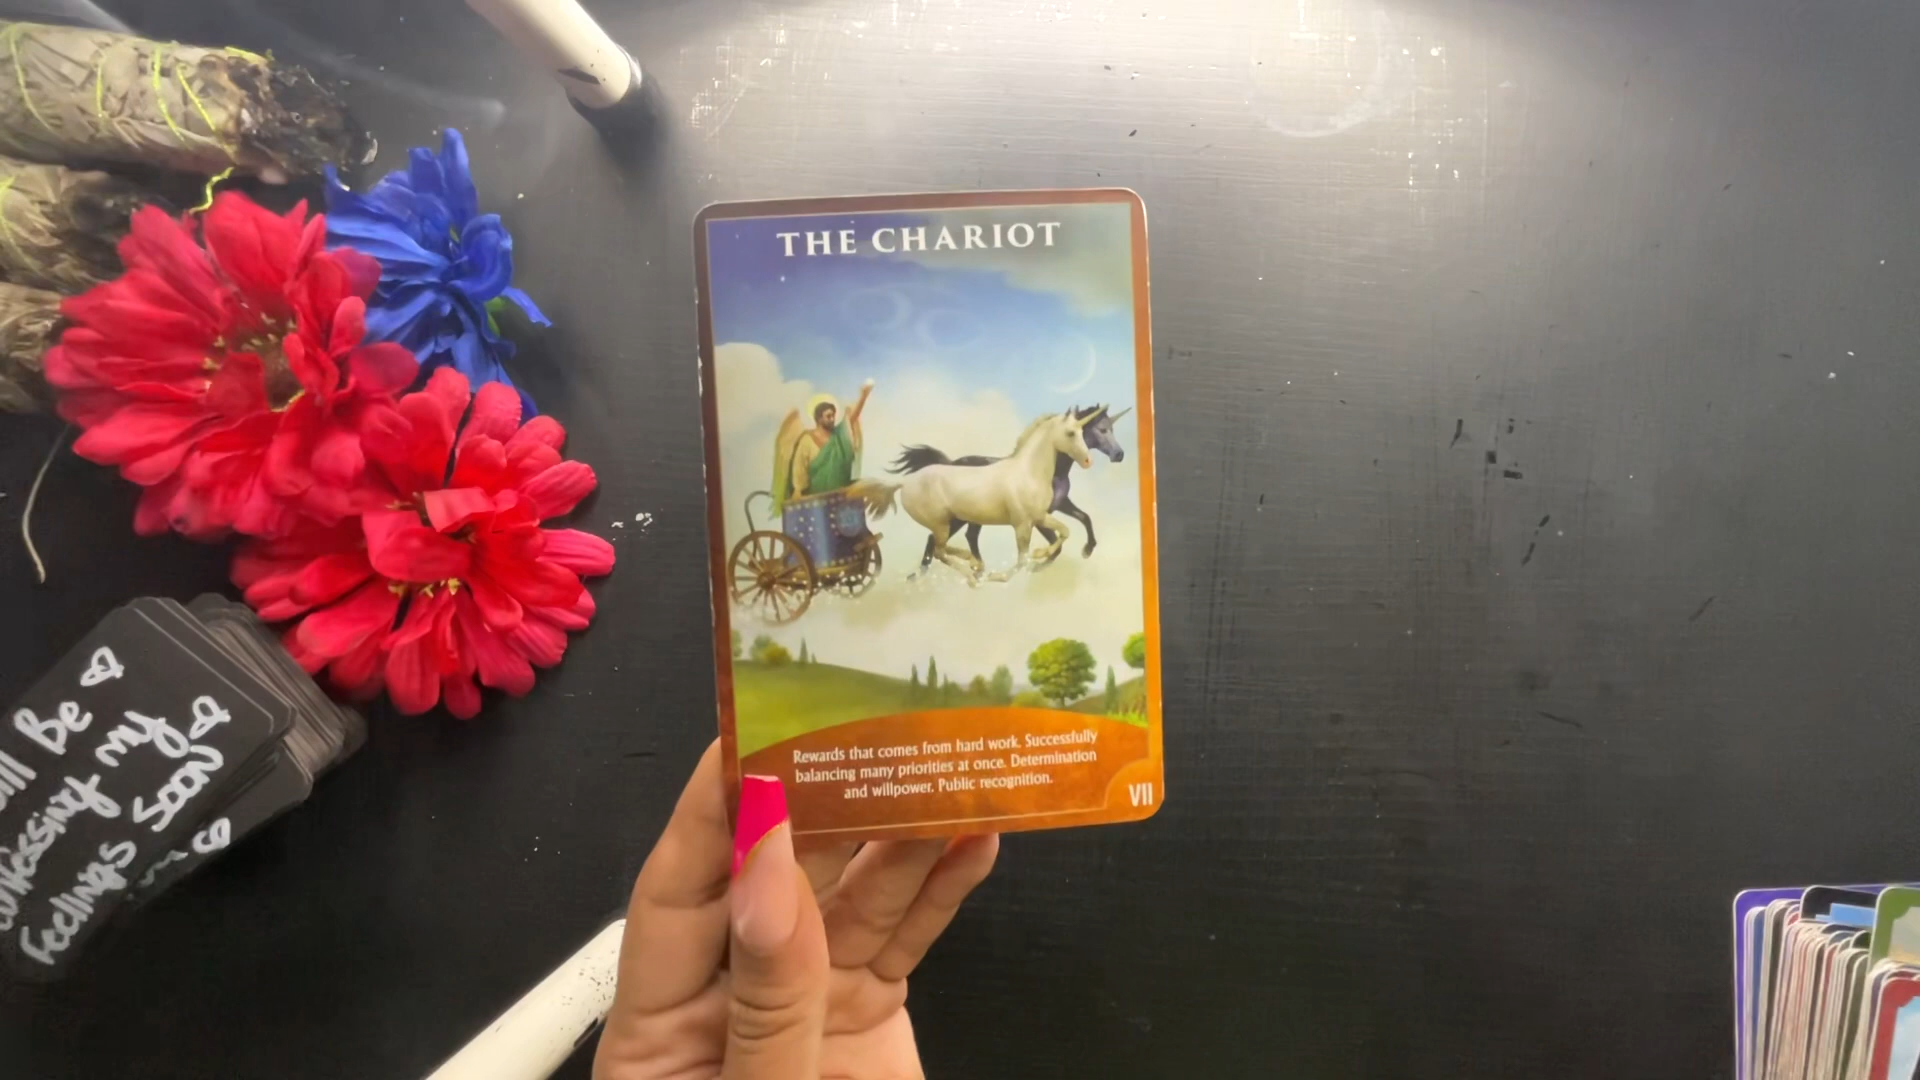 THE CHARIOT
Rewards that comes from hard work. Successfully
balancing many priorities at once. Determination
and willpower. Public recognition.
VII
Be
my
Feelings SOON